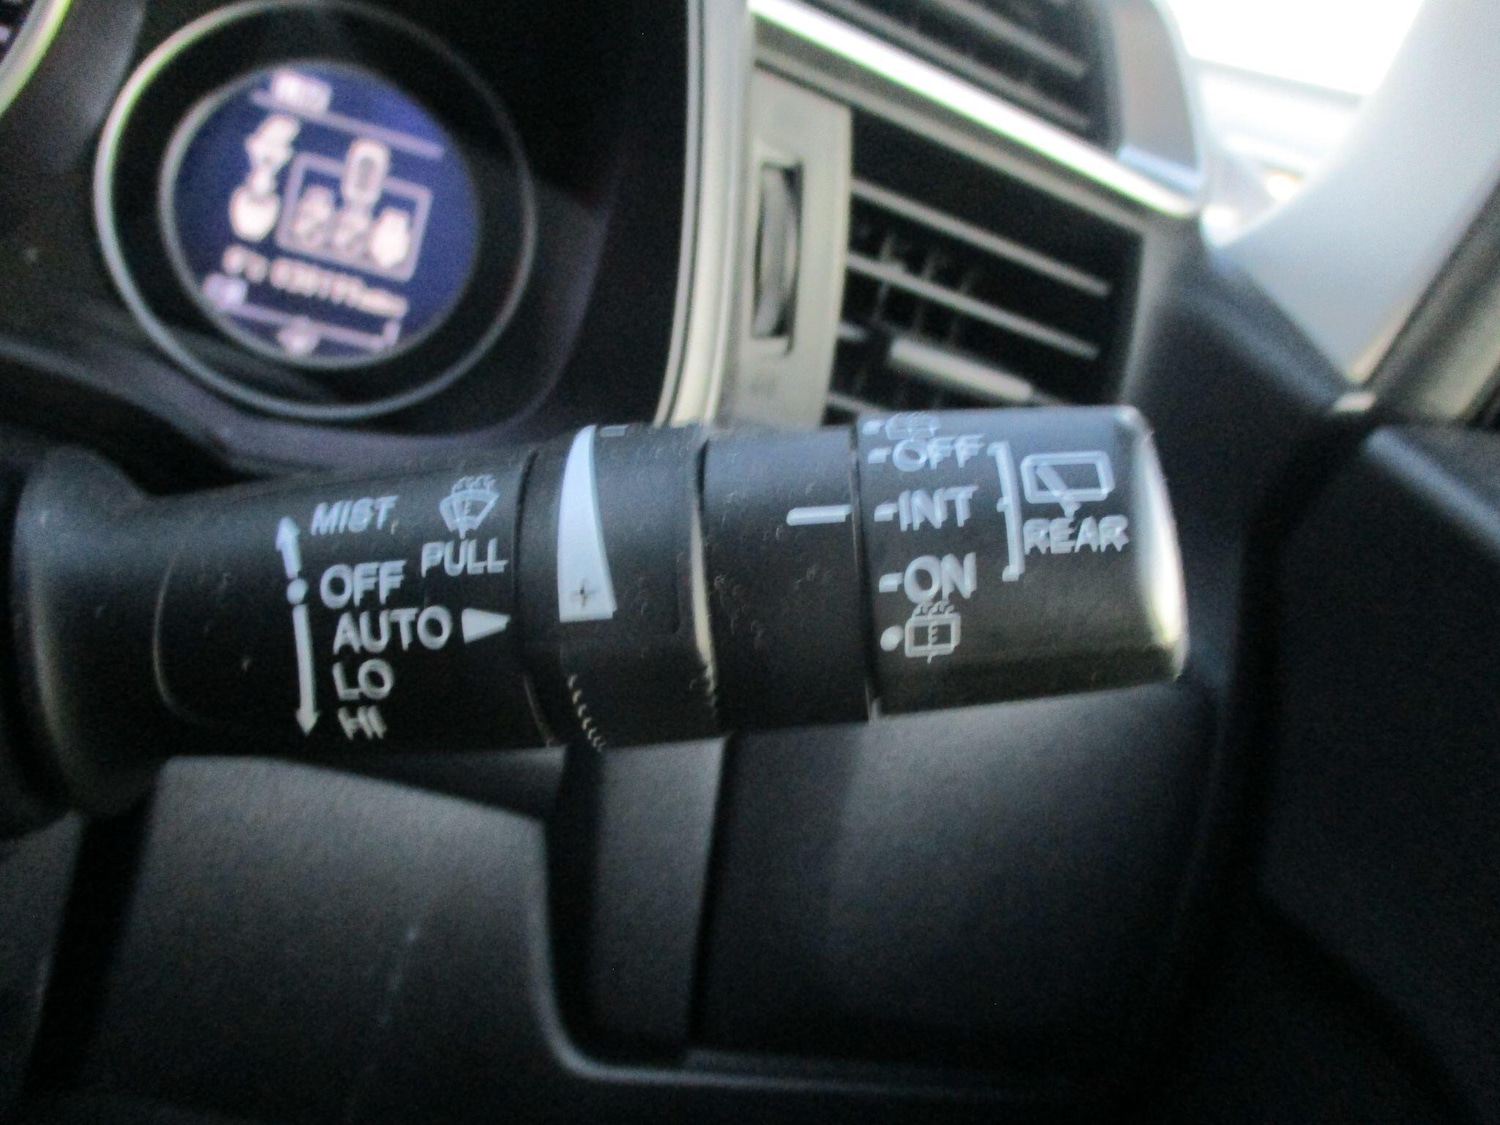 MIST
PULL
OFF
AUTO
LO
HI
OFF
INT
ON
REAR